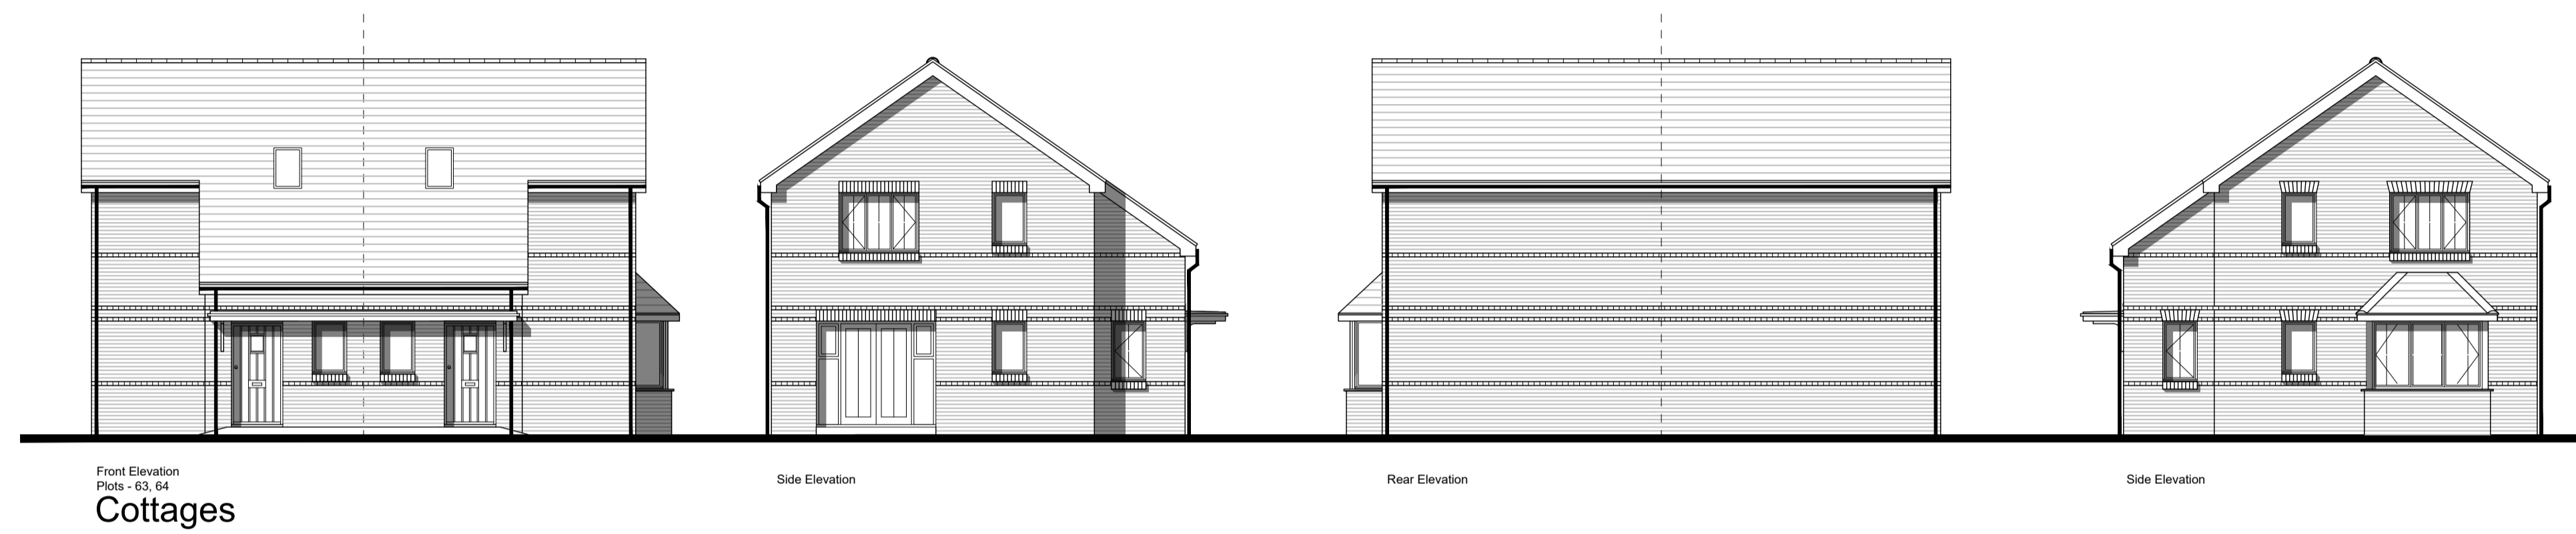 Front Elevation
Plots - 63, 64
Cottages
Side Elevation
Rear Elevation
Side Elevation